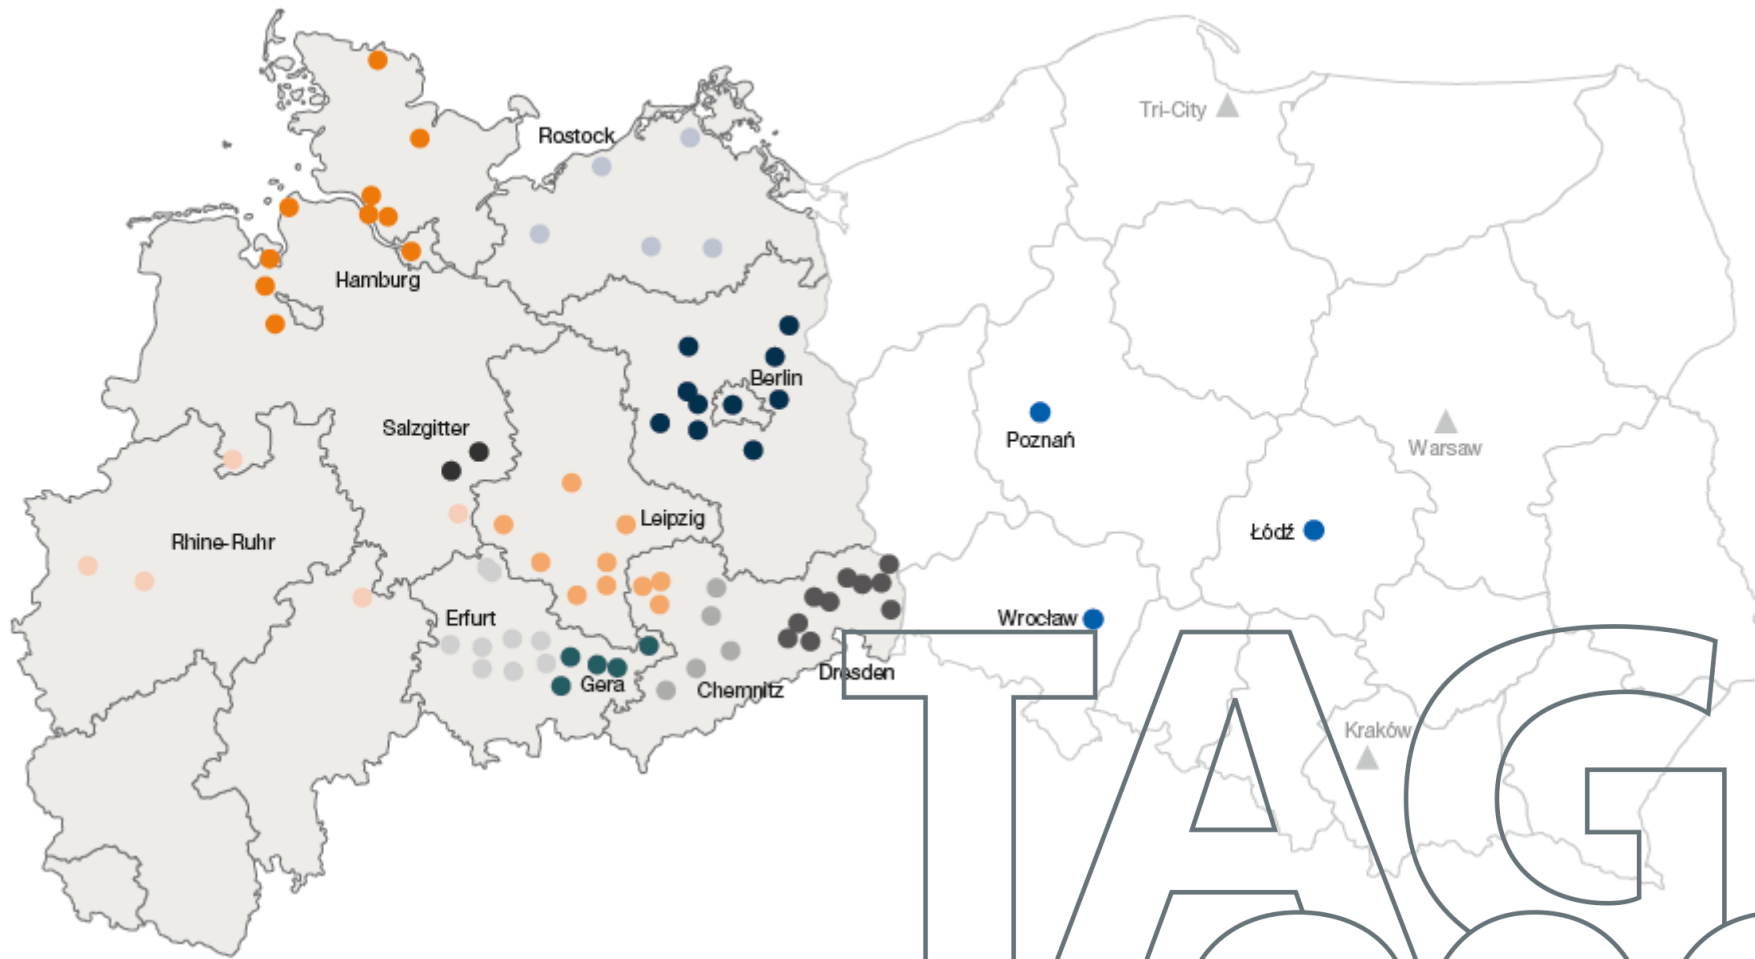 Tri-City
Rostock
Hamburg
Berlin
Salzgitter
Poznań
Warsaw
Leipzig
Rhine-Ruhr
Łódź
Erfurt
Wrocław
Dresden
Gera
Chemnitz
Kraków
TAG